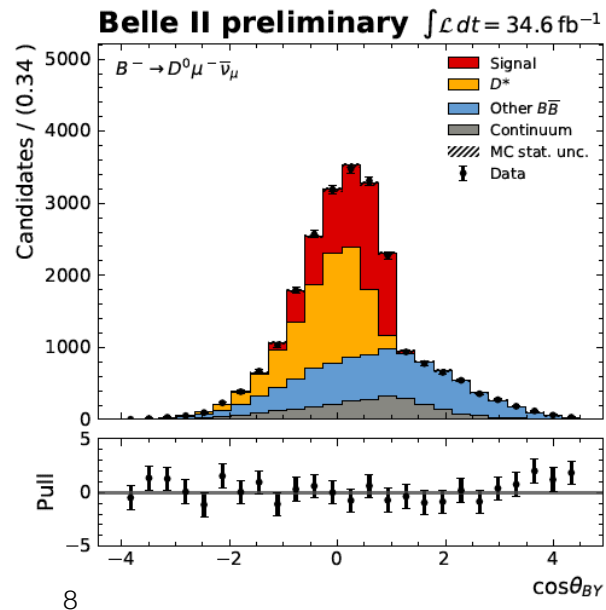 Belle II preliminary ∫ℒ dt = 34.6 fb⁻¹
B⁻ → D⁰μ⁻ν̅_μ
Signal
D*
Other BB̅
Continuum
MC stat. unc.
Data
Candidates / (0.34)
5000
4000
3000
2000
1000
0
Pull
5
0
−5
−4 −2 0 2 4
cosθ_BY
8